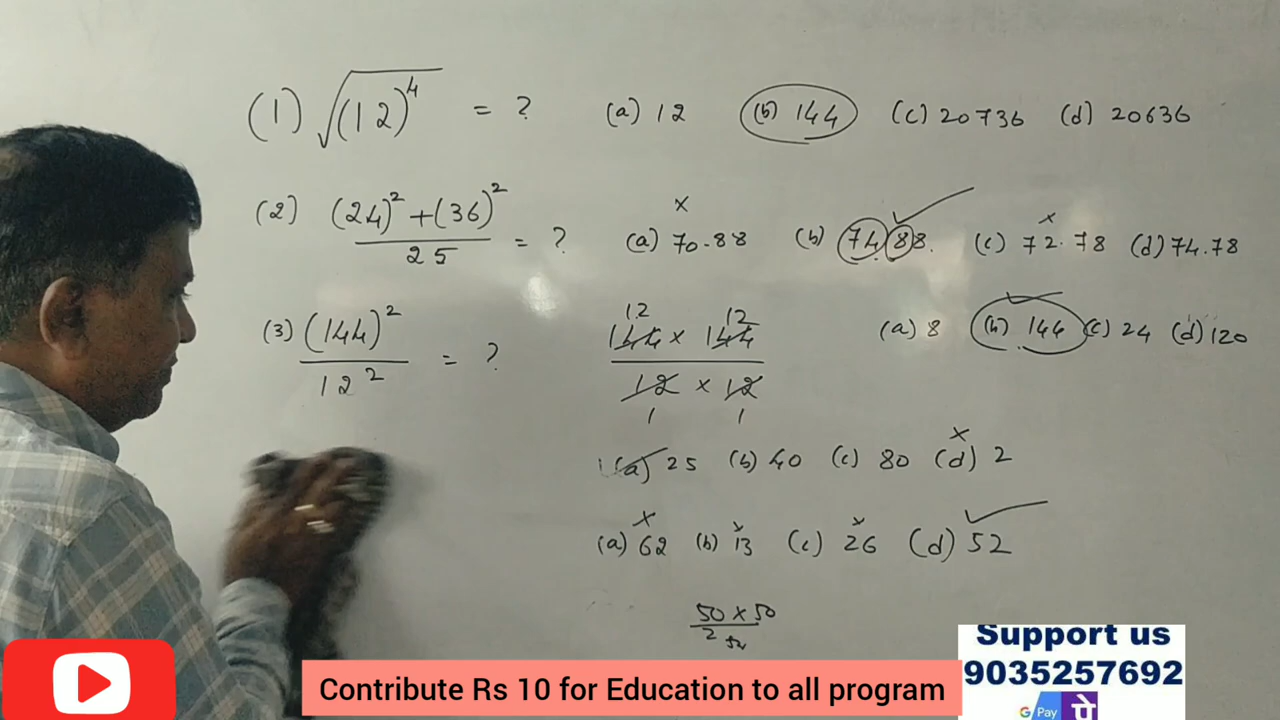 (1) √(12)⁴ = ? (a) 12 (b) 144 (c) 20736 (d) 20636
(2) (24)² + (36)² / 25 = ? (a) 70.88 (b) 74.88. (c) 72.78 (d) 74.78
(3) (144)² / 12² = ? 144 x 144 / 12 x 12 (a) 8 (b) 144 (c) 24 (d) 120
12 12
1 1
(a) 25 (b) 40 (c) 80 (d) 2
(a) 62 (b) 13 (c) 26 (d) 52
50 x 50
2
Support us
9035257692
G Pay पे
Contribute Rs 10 for Education to all program